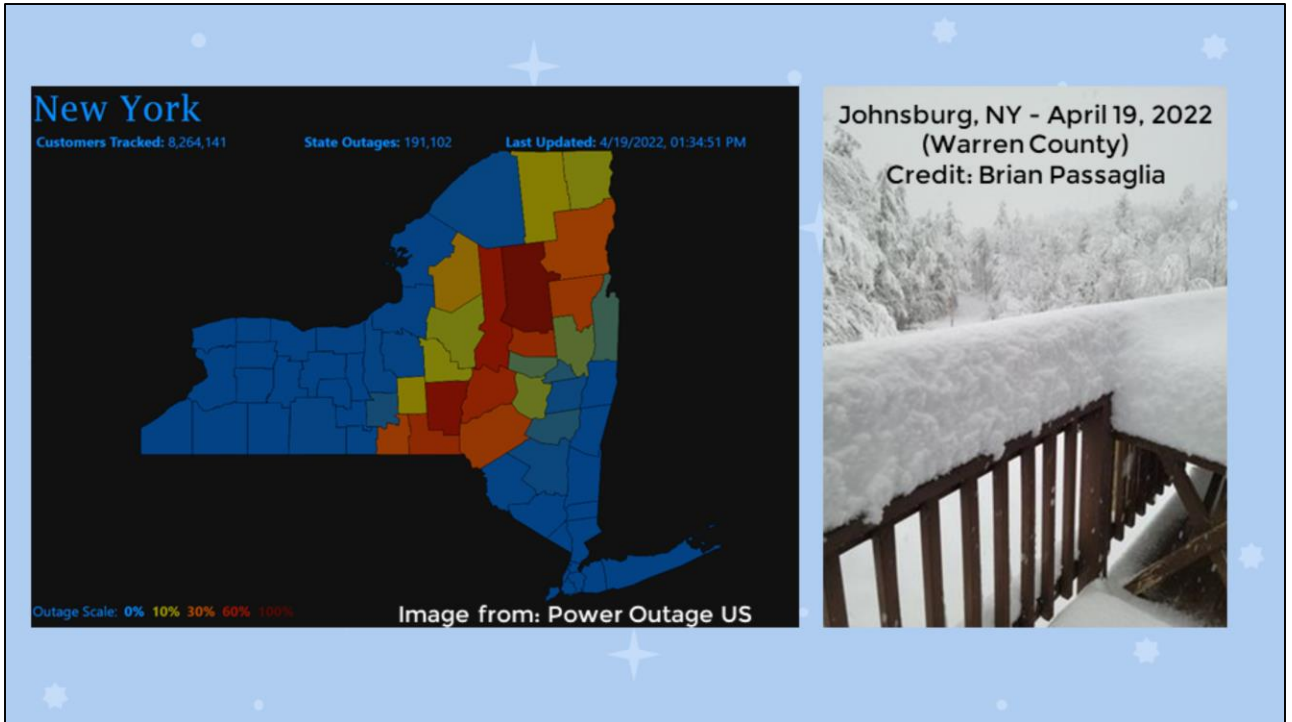 New York
Customers Tracked: 8,264,141 State Outages: 191,102 Last Updated: 4/19/2022, 01:34:51 PM
Outage Scale: 0% 10% 30% 60% 100%
Image from: Power Outage US
Johnsburg, NY - April 19, 2022
(Warren County)
Credit: Brian Passaglia